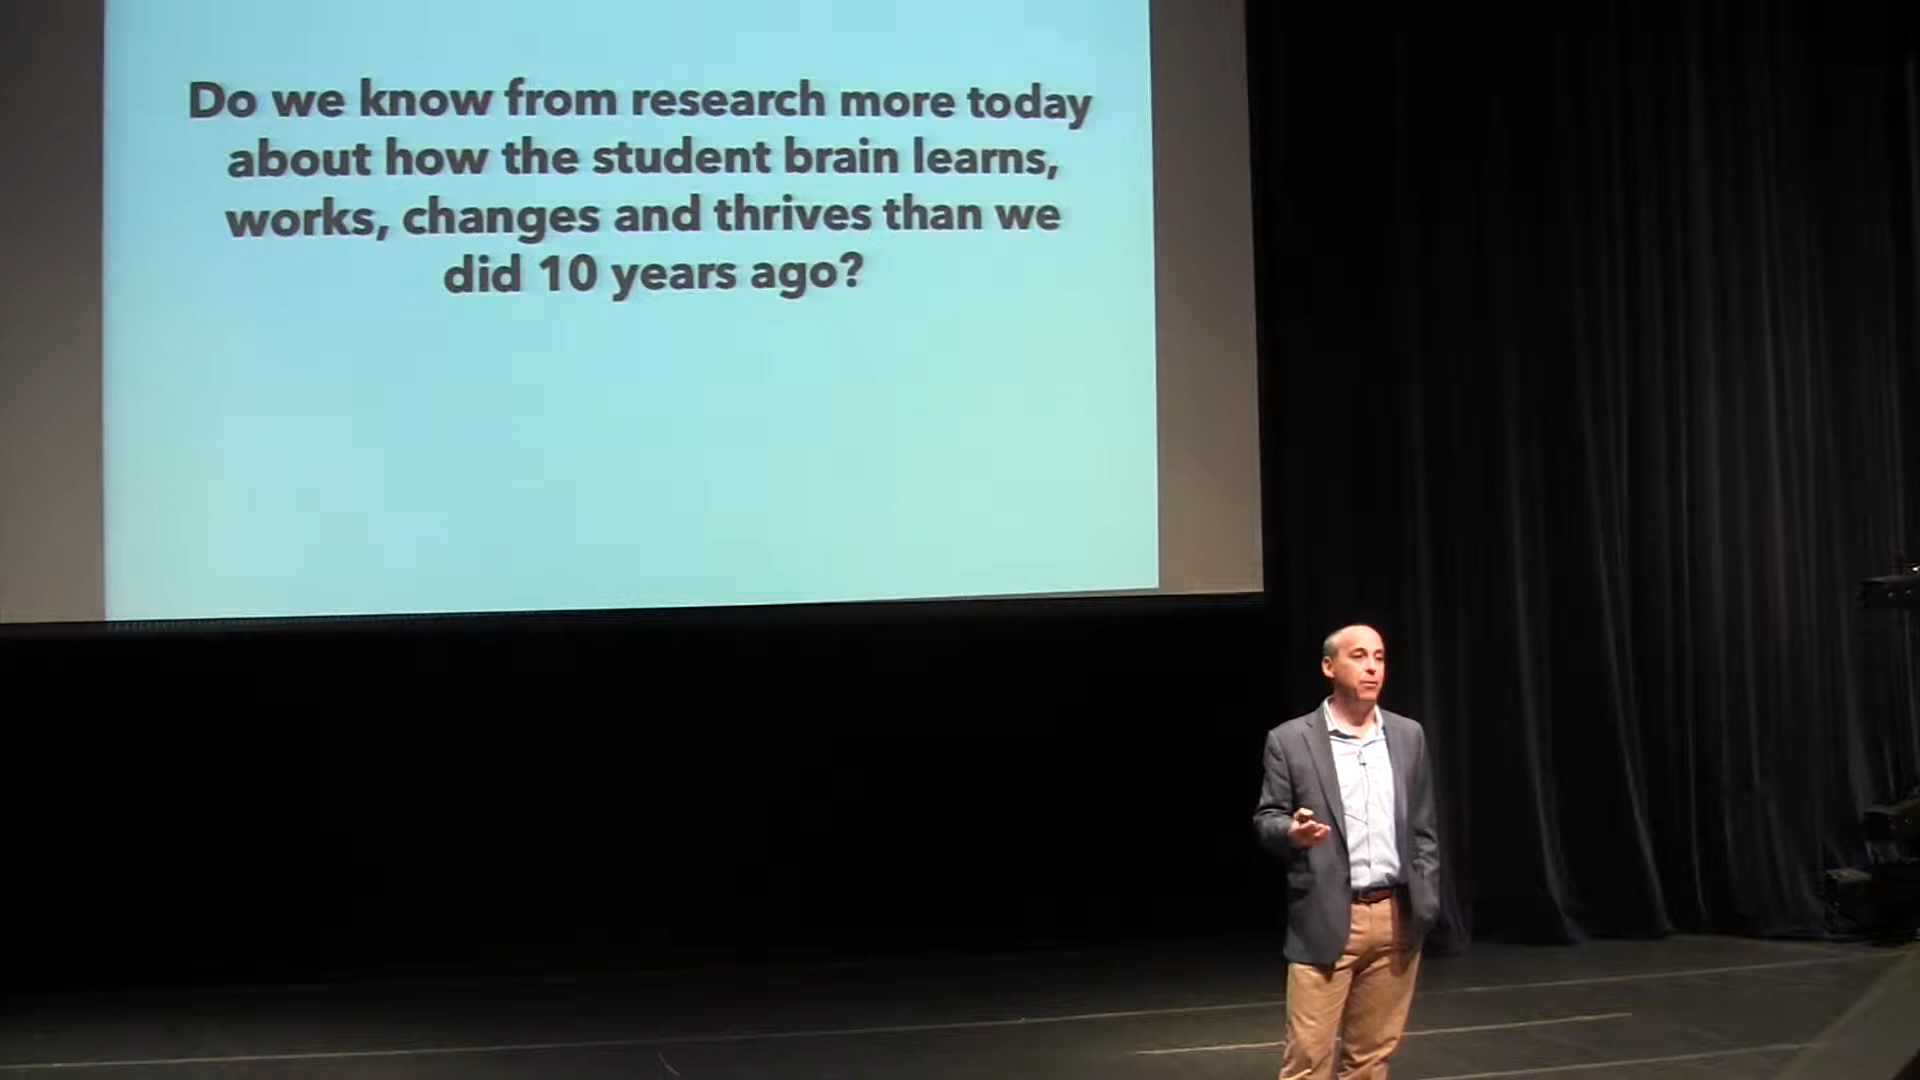 Do we know from research more today
about how the student brain learns,
works, changes and thrives than we
did 10 years ago?